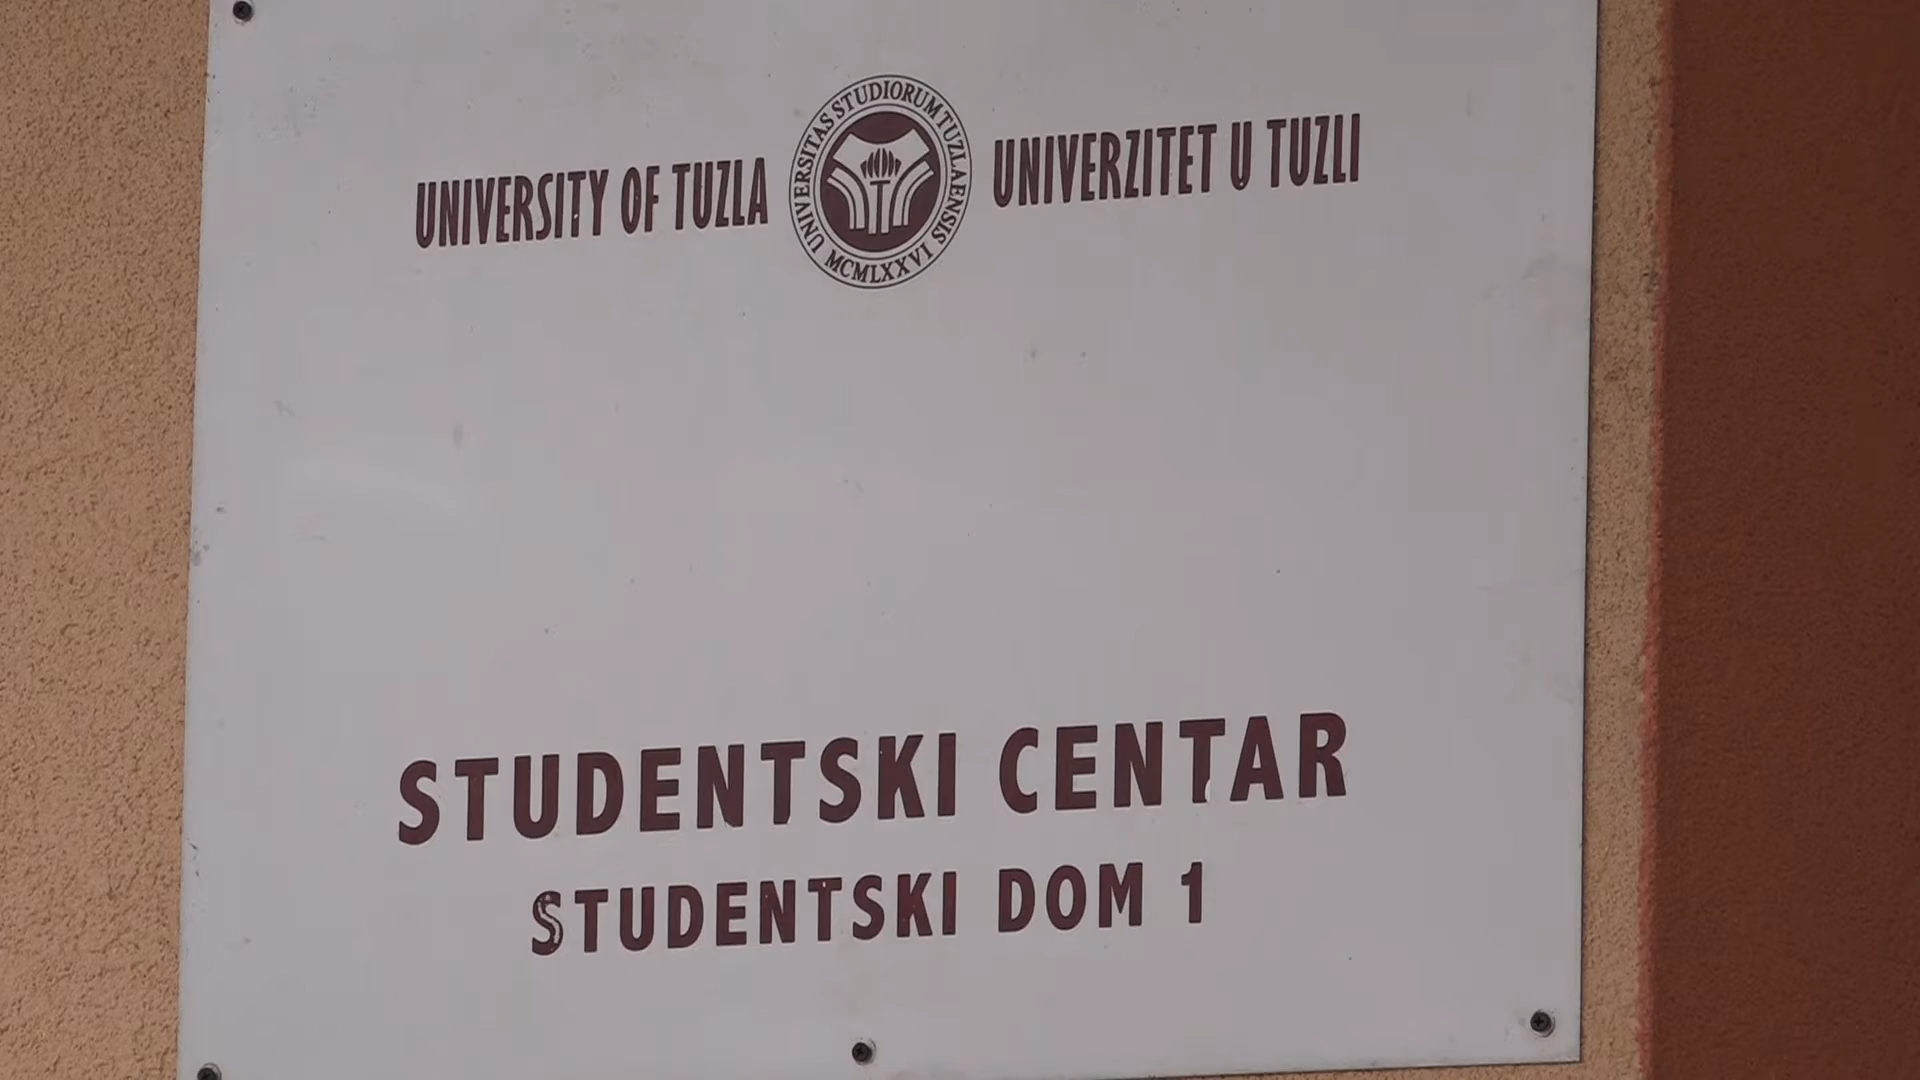 UNIVERSITY OF TUZLA
UNIVERSITAS STUDIORUM TUZLAENSIS
MCMLXXVI
UNIVERZITET U TUZLI
STUDENTSKI CENTAR
STUDENTSKI DOM 1